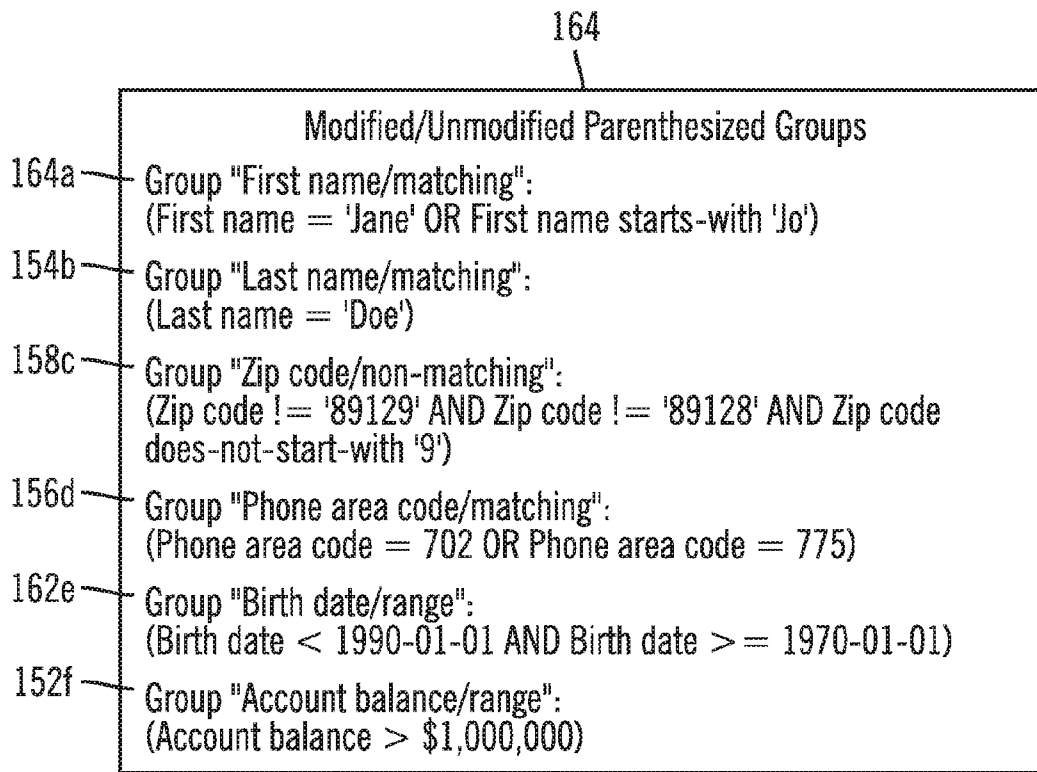 164
Modified/Unmodified Parenthesized Groups
164a Group "First name/matching":
(First name = 'Jane' OR First name starts-with 'Jo')
154b Group "Last name/matching":
(Last name = 'Doe')
158c Group "Zip code/non-matching":
(Zip code != '89129' AND Zip code != '89128' AND Zip code
does-not-start-with '9')
156d Group "Phone area code/matching":
(Phone area code = 702 OR Phone area code = 775)
162e Group "Birth date/range":
(Birth date < 1990-01-01 AND Birth date >= 1970-01-01)
152f Group "Account balance/range":
(Account balance > $1,000,000)